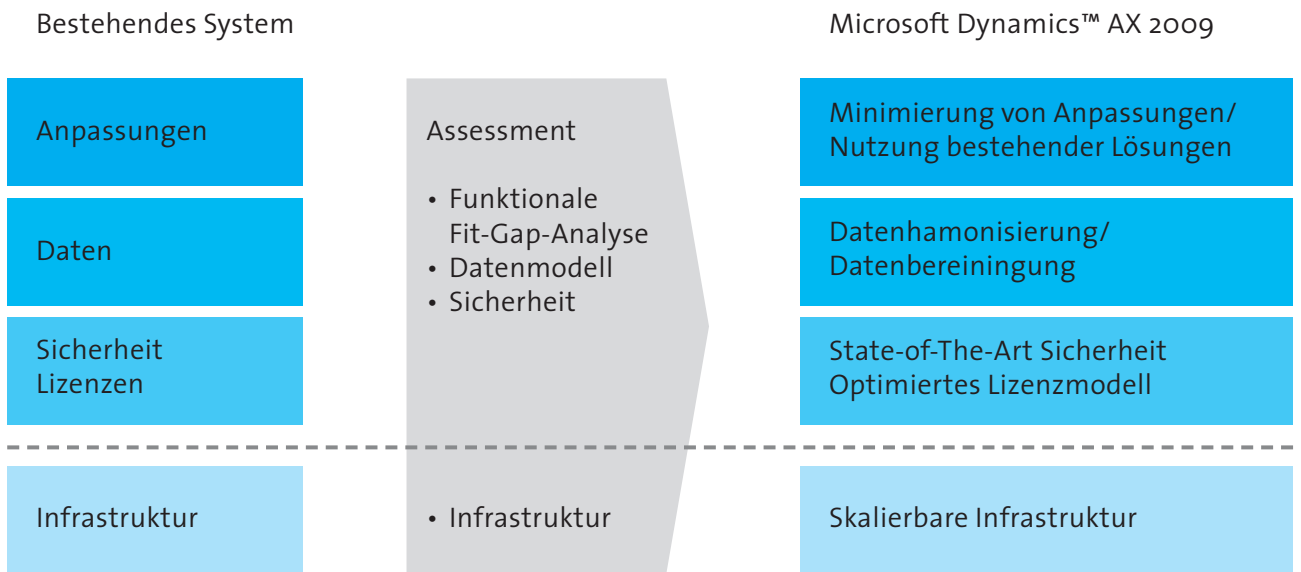 Bestehendes System
Microsoft Dynamics™ AX 2009
Anpassungen
Daten
Sicherheit
Lizenzen
Infrastruktur
Assessment
• Funktionale
Fit-Gap-Analyse
• Datenmodell
• Sicherheit
• Infrastruktur
Minimierung von Anpassungen/
Nutzung bestehender Lösungen
Datenhamonisierung/
Datenbereiningung
State-of-The-Art Sicherheit
Optimiertes Lizenzmodell
Skalierbare Infrastruktur